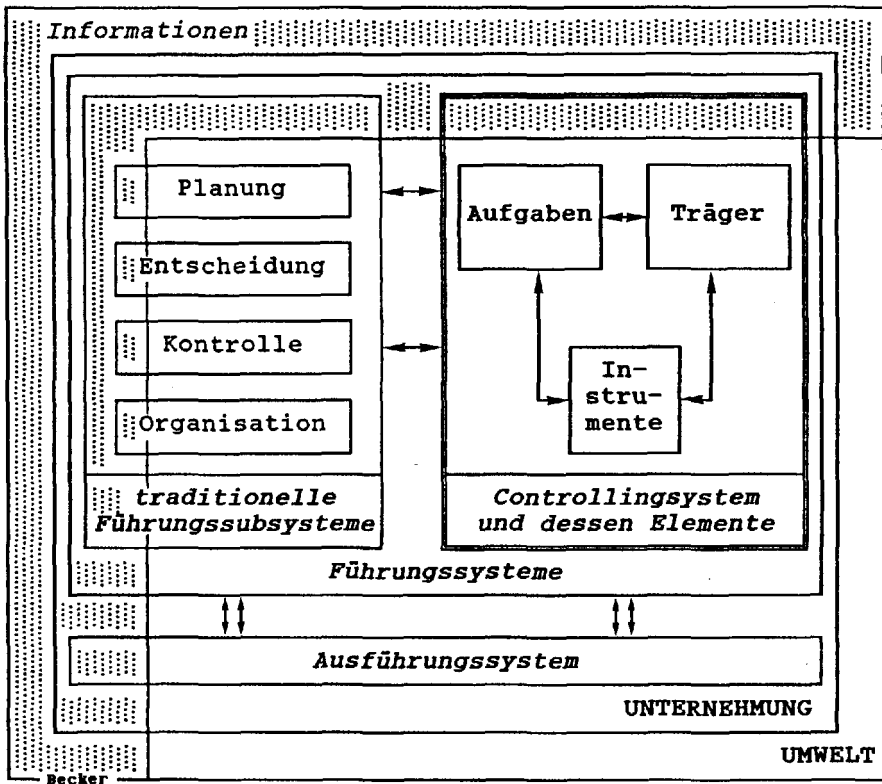 Informationen
Planung
Entscheidung
Kontrolle
Organisation
traditionelle
Führungssubsysteme
Aufgaben
Träger
In-
stru-
mente
Controllingsystem
und dessen Elemente
Führungssysteme
Ausführungssystem
UNTERNEHMUNG
UMWELT
Becker